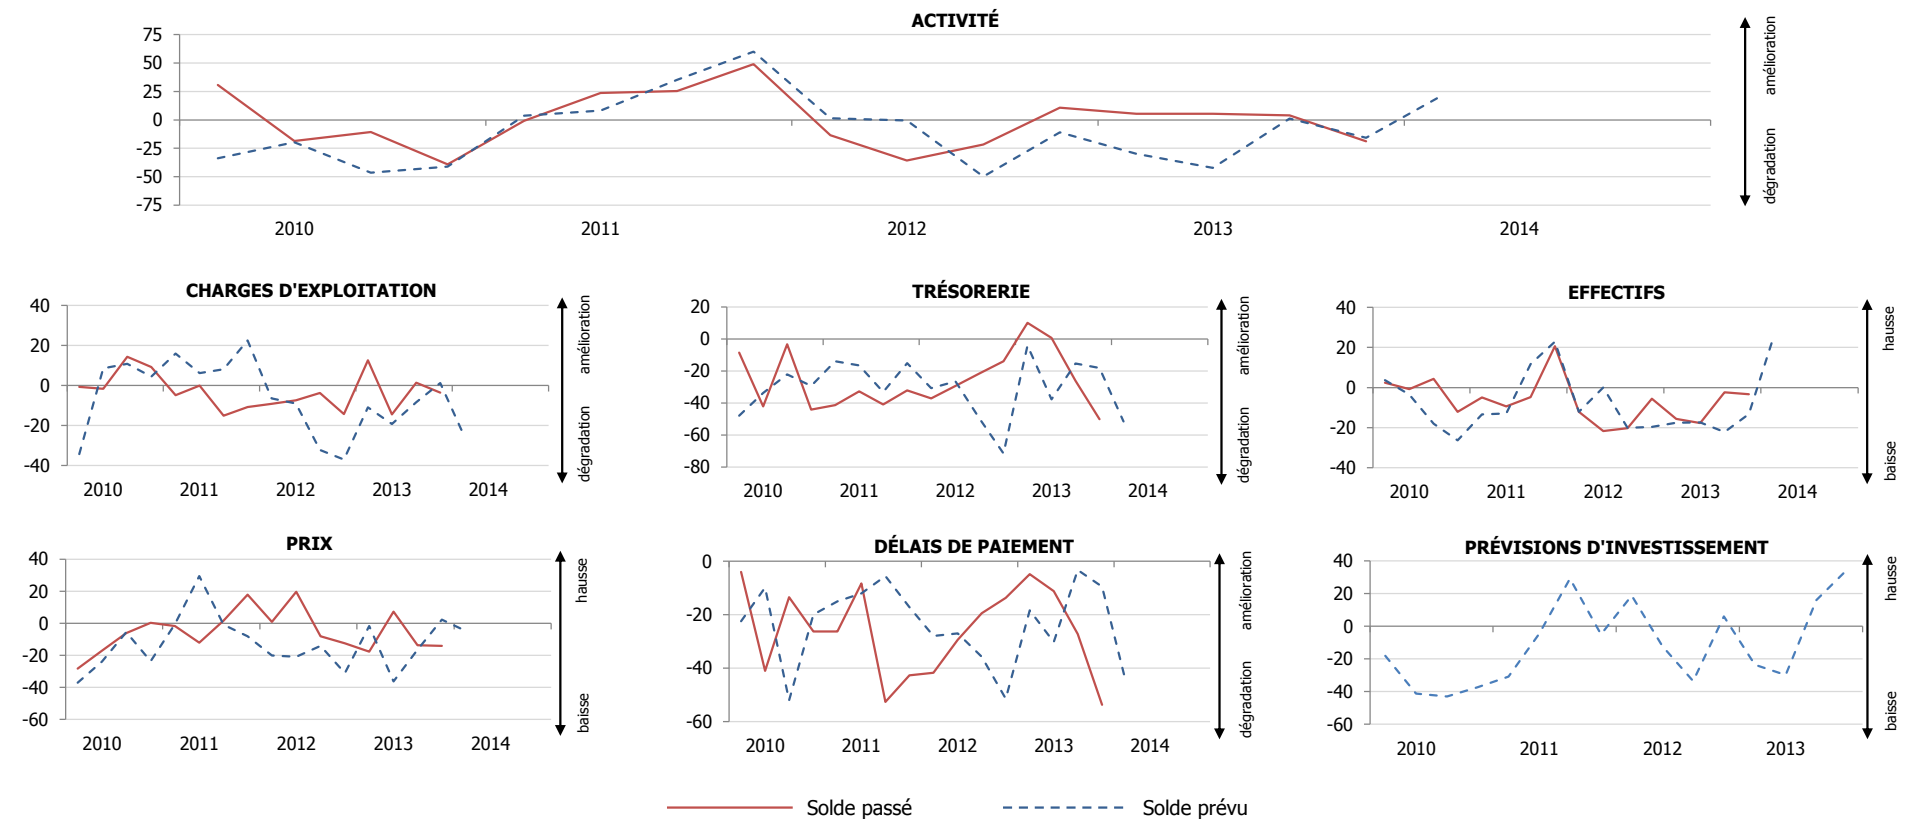 ACTIVITÉ
75
50
25
0
-25
-50
-75
2010 2011 2012 2013 2014
amélioration
dégradation
CHARGES D'EXPLOITATION
40
20
0
-20
-40
2010 2011 2012 2013 2014
amélioration
dégradation
TRÉSORERIE
20
0
-20
-40
-60
-80
2010 2011 2012 2013 2014
amélioration
dégradation
EFFECTIFS
40
20
0
-20
-40
2010 2011 2012 2013 2014
hausse
baisse
PRIX
40
20
0
-20
-40
-60
2010 2011 2012 2013 2014
hausse
baisse
DÉLAIS DE PAIEMENT
0
-20
-40
-60
2010 2011 2012 2013 2014
amélioration
dégradation
PRÉVISIONS D'INVESTISSEMENT
40
20
0
-20
-40
-60
2010 2011 2012 2013
hausse
baisse
Solde passé Solde prévu